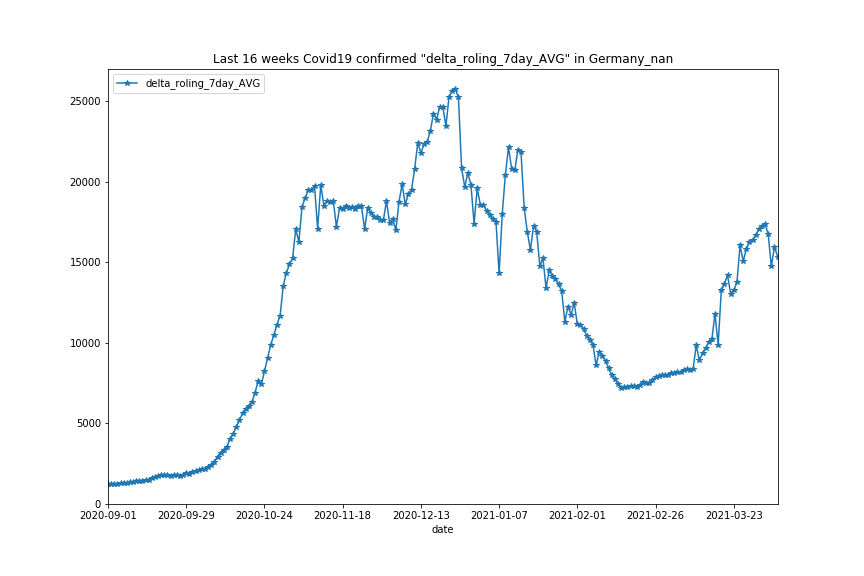 Last 16 weeks Covid19 confirmed "delta_roling_7day_AVG" in Germany_nan
delta_roling_7day_AVG
25000
20000
15000
10000
5000
0
2020-09-01 2020-09-29 2020-10-24 2020-11-18 2020-12-13 2021-01-07 2021-02-01 2021-02-26 2021-03-23
date